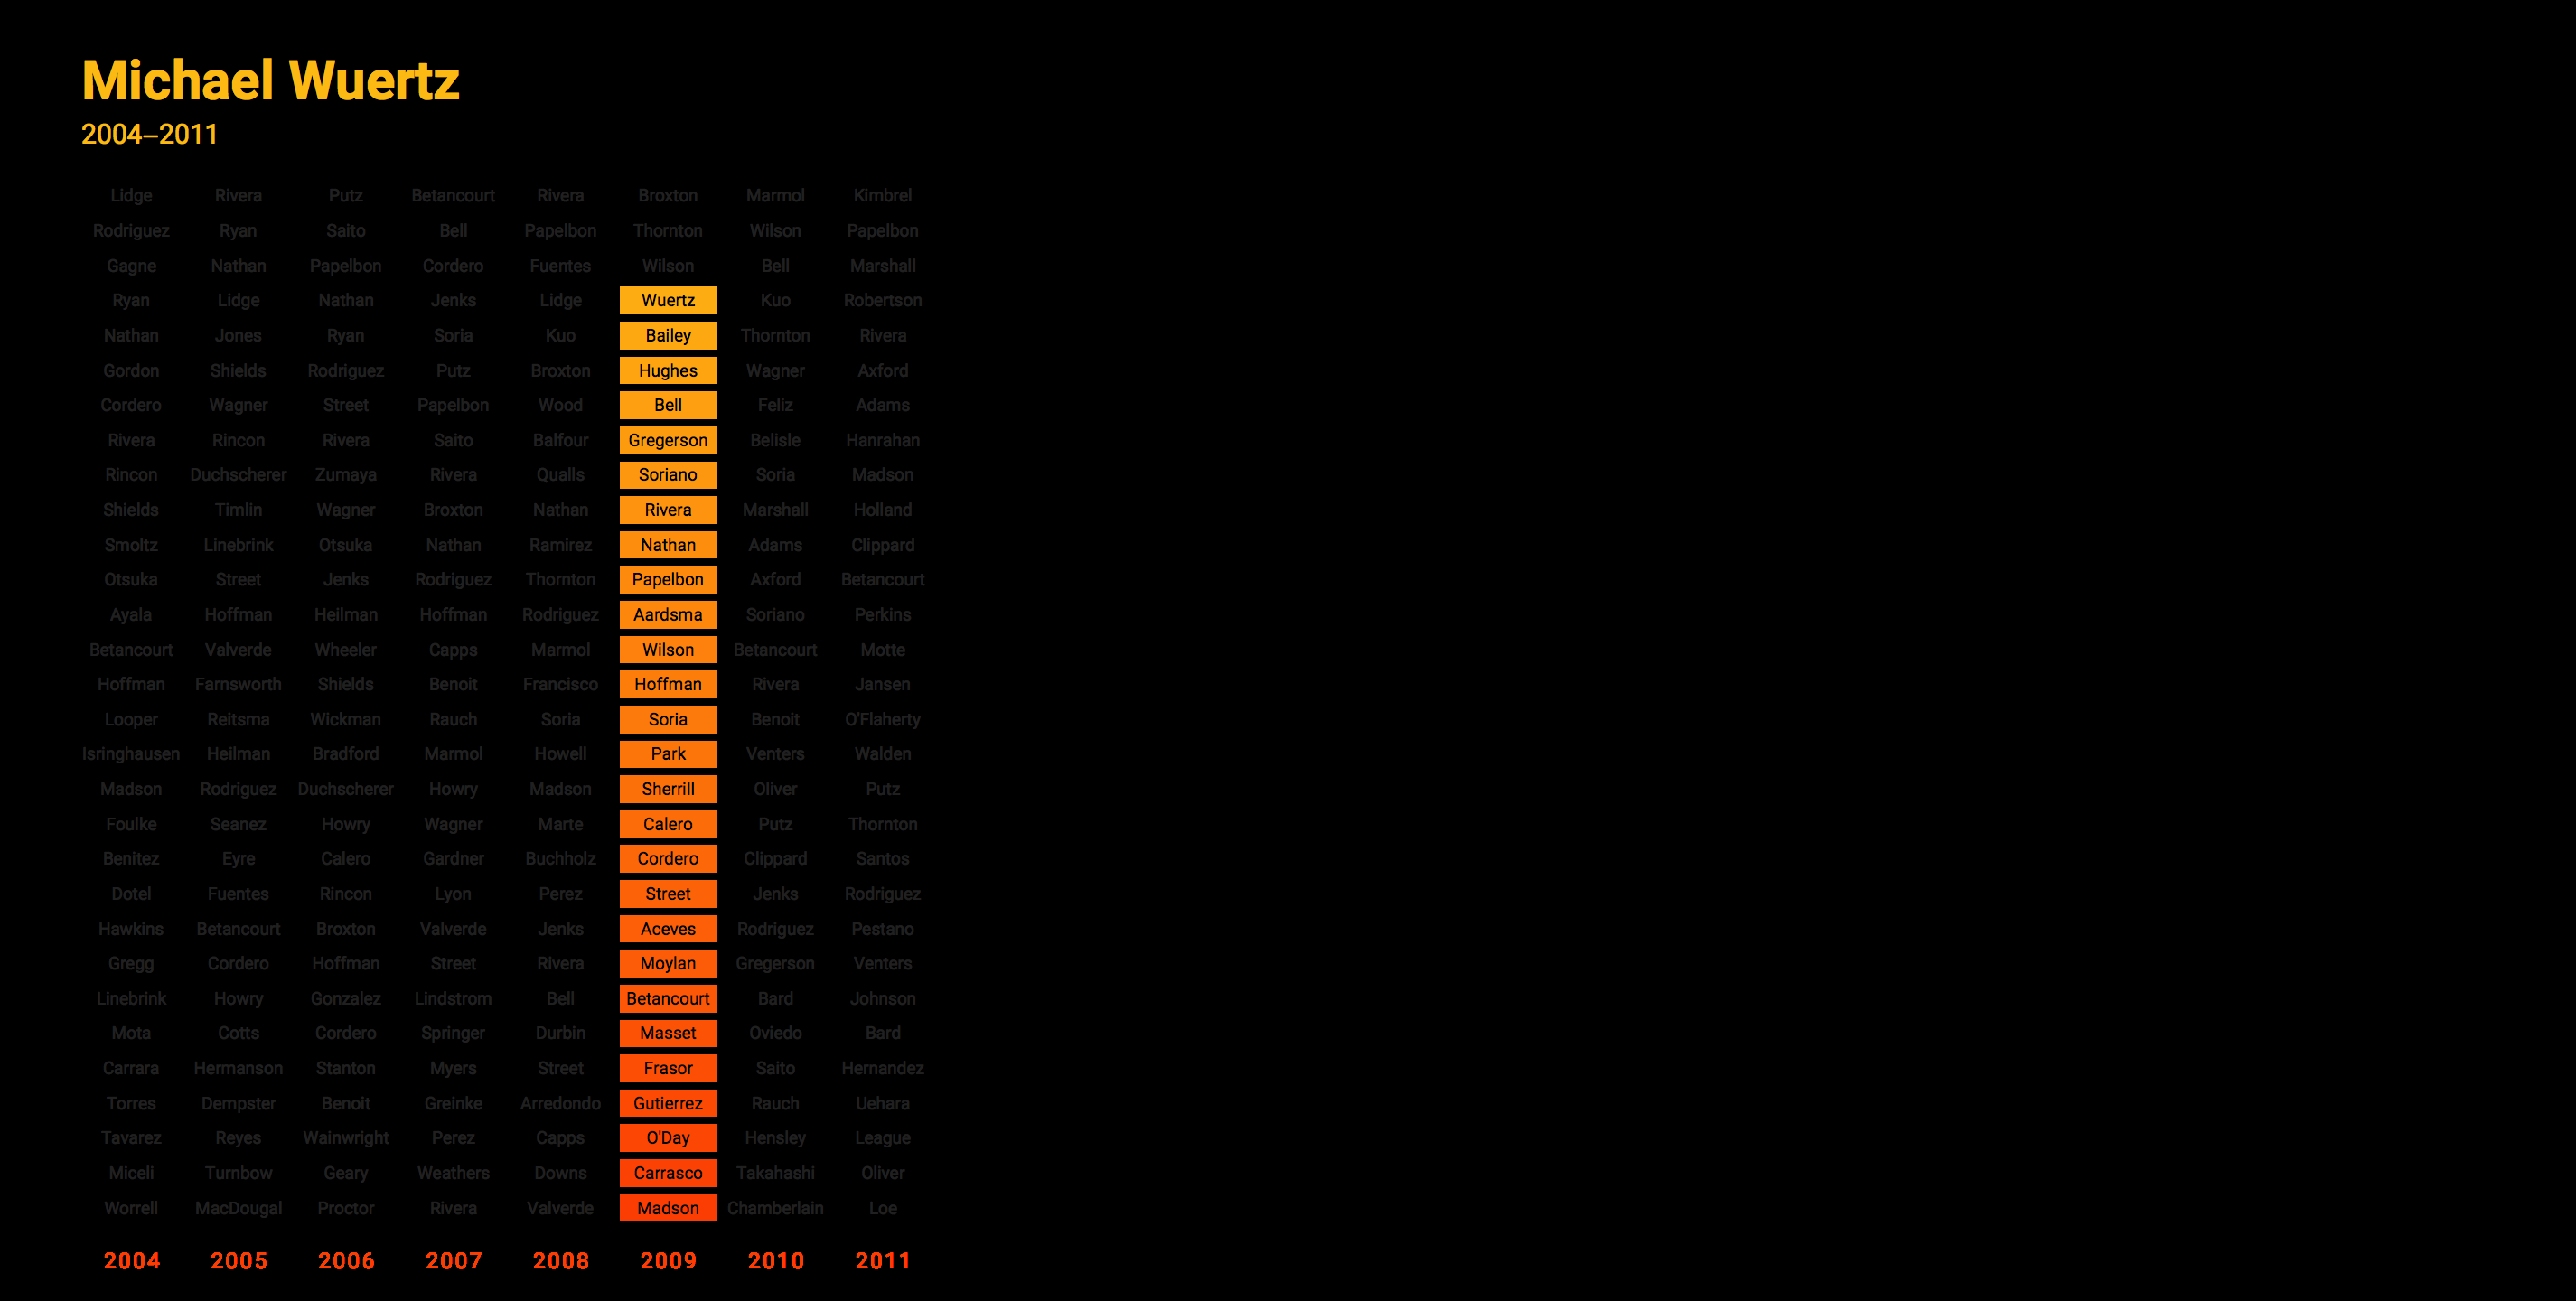 Michael Wuertz
2004–2011
Lidge Rivera Putz Betancourt Rivera Broxton Marmol Kimbrel
Rodriguez Ryan Saito Bell Papelbon Thornton Wilson Papelbon
Gagne Nathan Papelbon Cordero Fuentes Wilson Bell Marshall
Ryan Lidge Nathan Jenks Lidge Wuertz Kuo Robertson
Nathan Jones Ryan Soria Kuo Bailey Thornton Rivera
Gordon Shields Rodriguez Putz Broxton Hughes Wagner Axford
Cordero Wagner Street Papelbon Wood Bell Feliz Adams
Rivera Rincon Rivera Saito Balfour Gregerson Belisle Hanrahan
Rincon Duchscherer Zumaya Rivera Qualls Soriano Soria Madson
Shields Timlin Wagner Broxton Nathan Rivera Marshall Holland
Smoltz Linebrink Otsuka Nathan Ramirez Nathan Adams Clippard
Otsuka Street Jenks Rodriguez Thornton Papelbon Axford Betancourt
Ayala Hoffman Heilman Hoffman Rodriguez Aardsma Soriano Perkins
Betancourt Valverde Wheeler Capps Marmol Wilson Betancourt Motte
Hoffman Farnsworth Shields Benoit Francisco Hoffman Rivera Jansen
Looper Reitsma Wickman Rauch Soria Soria Benoit O'Flaherty
Isringhausen Heilman Bradford Marmol Howell Park Venters Walden
Madson Rodriguez Duchscherer Howry Madson Sherrill Oliver Putz
Foulke Seanez Howry Wagner Marte Calero Putz Thornton
Benitez Eyre Calero Gardner Buchholz Cordero Clippard Santos
Dotel Fuentes Rincon Lyon Perez Street Jenks Rodriguez
Hawkins Betancourt Broxton Valverde Jenks Aceves Rodriguez Pestano
Gregg Cordero Hoffman Street Rivera Moylan Gregerson Venters
Linebrink Howry Gonzalez Lindstrom Bell Betancourt Bard Johnson
Mota Cotts Cordero Springer Durbin Masset Oviedo Bard
Carrara Hermanson Stanton Myers Street Frasor Saito Hernandez
Torres Dempster Benoit Greinke Arredondo Gutierrez Rauch Uehara
Tavarez Reyes Wainwright Perez Capps O'Day Hensley League
Miceli Turnbow Geary Weathers Downs Carrasco Takahashi Oliver
Worrell MacDougal Proctor Rivera Valverde Madson Chamberlain Loe
2004 2005 2006 2007 2008 2009 2010 2011